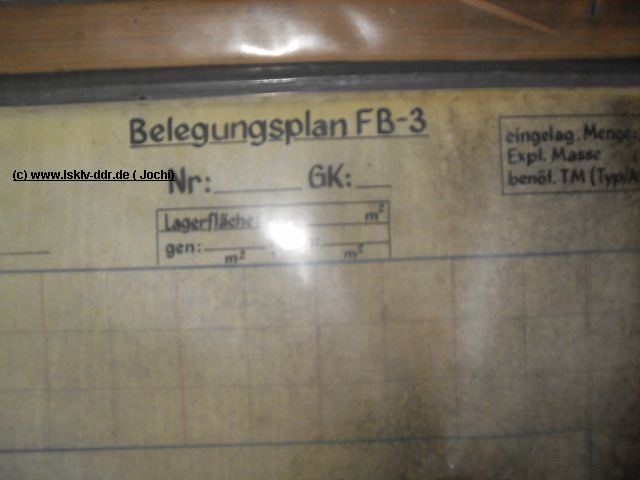 Belegungsplan FB-3
(c) www.lsklv-ddr.de ( Jochi)
Nr: GK:
Lagerfläche: m²
gen: m² m²
eingelag. Menge
Expl. Masse
benöt. TM (Typ/A